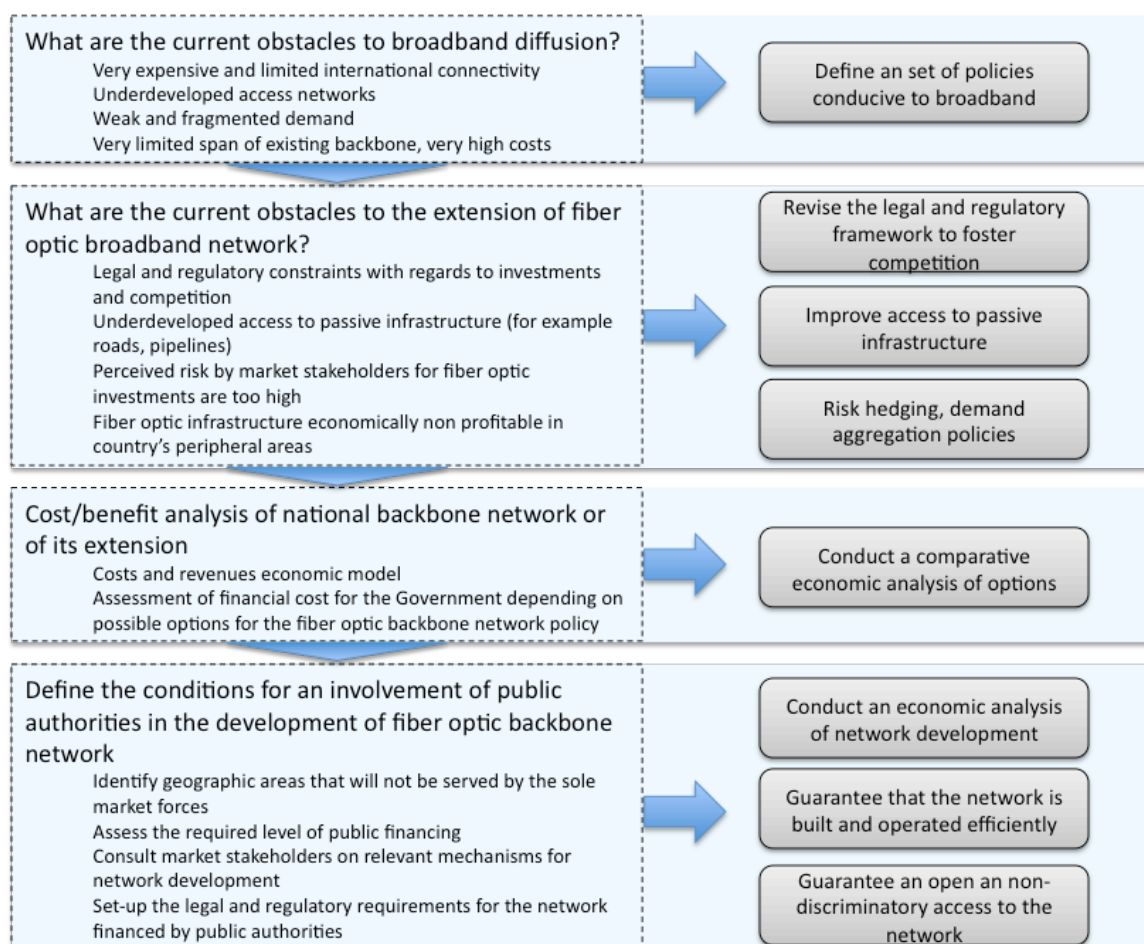 What are the current obstacles to broadband diffusion?
Very expensive and limited international connectivity
Underdeveloped access networks
Weak and fragmented demand
Very limited span of existing backbone, very high costs
Define an set of policies
conducive to broadband
What are the current obstacles to the extension of fiber
optic broadband network?
Legal and regulatory constraints with regards to investments
and competition
Underdeveloped access to passive infrastructure (for example
roads, pipelines)
Perceived risk by market stakeholders for fiber optic
investments are too high
Fiber optic infrastructure economically non profitable in
country's peripheral areas
Revise the legal and regulatory
framework to foster
competition
Improve access to passive
infrastructure
Risk hedging, demand
aggregation policies
Cost/benefit analysis of national backbone network or
of its extension
Costs and revenues economic model
Assessment of financial cost for the Government depending on
possible options for the fiber optic backbone network policy
Conduct a comparative
economic analysis of options
Define the conditions for an involvement of public
authorities in the development of fiber optic backbone
network
Identify geographic areas that will not be served by the sole
market forces
Assess the required level of public financing
Consult market stakeholders on relevant mechanisms for
network development
Set-up the legal and regulatory requirements for the network
financed by public authorities
Conduct an economic analysis
of network development
Guarantee that the network is
built and operated efficiently
Guarantee an open an non-
discriminatory access to the
network